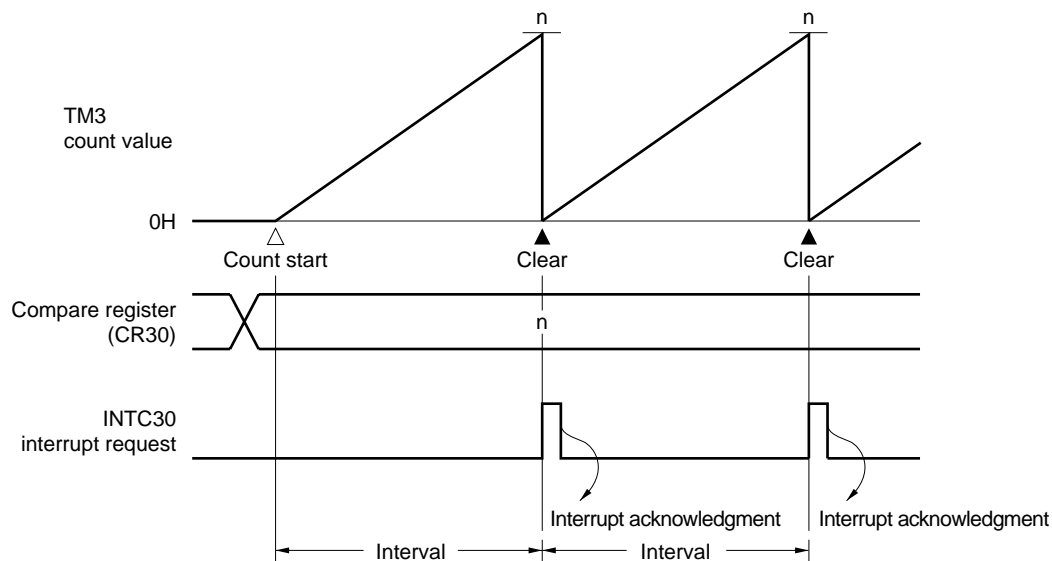 n n
TM3
count value
0H
Count start Clear Clear
Compare register
(CR30)
n
INTC30
interrupt request
Interrupt acknowledgment Interrupt acknowledgment
Interval Interval